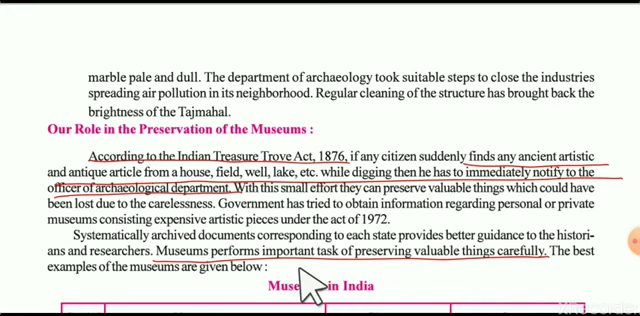 marble pale and dull. The department of archaeology took suitable steps to close the industries
spreading air pollution in its neighborhood. Regular cleaning of the structure has brought back the
brightness of the Tajmahal.
Our Role in the Preservation of the Museums :
According to the Indian Treasure Trove Act, 1876, if any citizen suddenly finds any ancient artistic
and antique article from a house, field, well, lake, etc. while digging then he has to immediately notify to the
officer of archaeological department. With this small effort they can preserve valuable things which could have
been lost due to the carelessness. Government has tried to obtain information regarding personal or private
museums consisting expensive artistic pieces under the act of 1972.
Systematically archived documents corresponding to each state provides better guidance to the histori-
ans and researchers. Museums performs important task of preserving valuable things carefully. The best
examples of the museums are given below :
in India